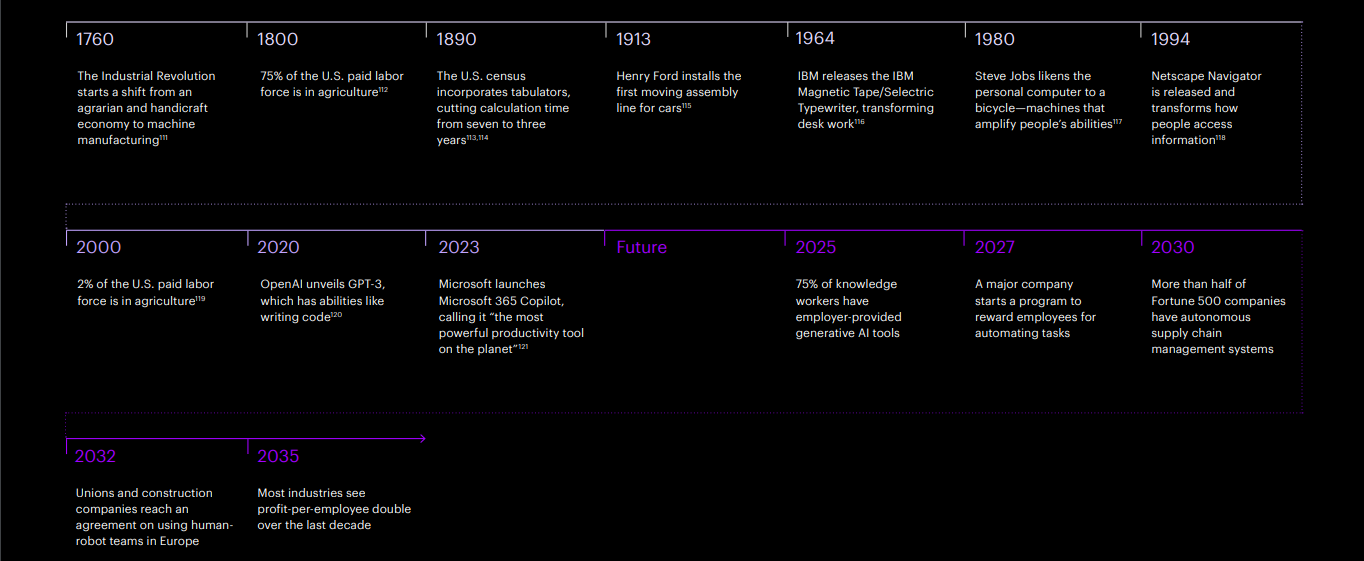 1760
The Industrial Revolution
starts a shift from an
agrarian and handicraft
economy to machine
manufacturing¹¹¹
1800
75% of the U.S. paid labor
force is in agriculture¹¹²
1890
The U.S. census
incorporates tabulators,
cutting calculation time
from seven to three
years¹¹³,¹¹⁴
1913
Henry Ford installs the
first moving assembly
line for cars¹¹⁵
1964
IBM releases the IBM
Magnetic Tape/Selectric
Typewriter, transforming
desk work¹¹⁶
1980
Steve Jobs likens the
personal computer to a
bicycle—machines that
amplify people’s abilities¹¹⁷
1994
Netscape Navigator
is released and
transforms how
people access
information¹¹⁸
2000
2% of the U.S. paid labor
force is in agriculture¹¹⁹
2020
OpenAI unveils GPT-3,
which has abilities like
writing code¹²⁰
2023
Microsoft launches
Microsoft 365 Copilot,
calling it “the most
powerful productivity tool
on the planet”¹²¹
Future
2025
75% of knowledge
workers have
employer-provided
generative AI tools
2027
A major company
starts a program to
reward employees for
automating tasks
2030
More than half of
Fortune 500 companies
have autonomous
supply chain
management systems
2032
Unions and construction
companies reach an
agreement on using human-
robot teams in Europe
2035
Most industries see
profit-per-employee double
over the last decade